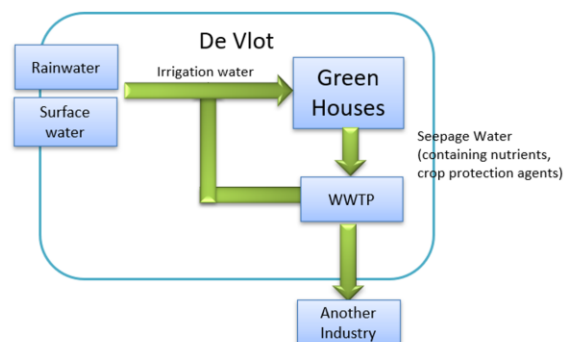 De Vlot
Rainwater
Irrigation water
Green
Houses
Surface
water
Seepage Water
(containing nutrients,
crop protection agents)
WWTP
Another
Industry